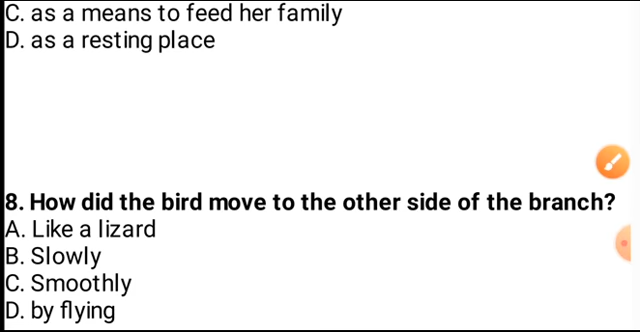 C. as a means to feed her family
D. as a resting place
8. How did the bird move to the other side of the branch?
A. Like a lizard
B. Slowly
C. Smoothly
D. by flying